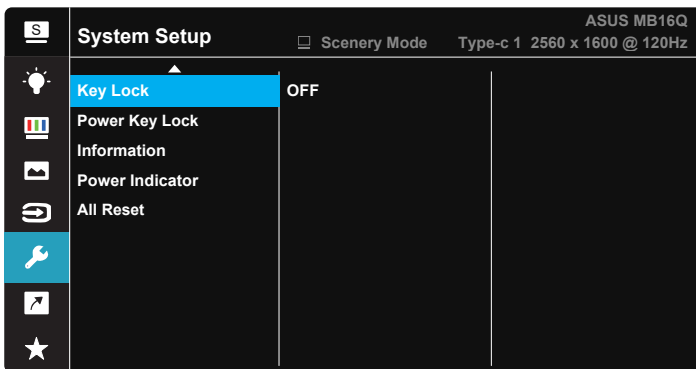 S
System Setup
ASUS MB16Q
Scenery Mode Type-c 1 2560 x 1600 @ 120Hz
Key Lock OFF
Power Key Lock
Information
Power Indicator
All Reset